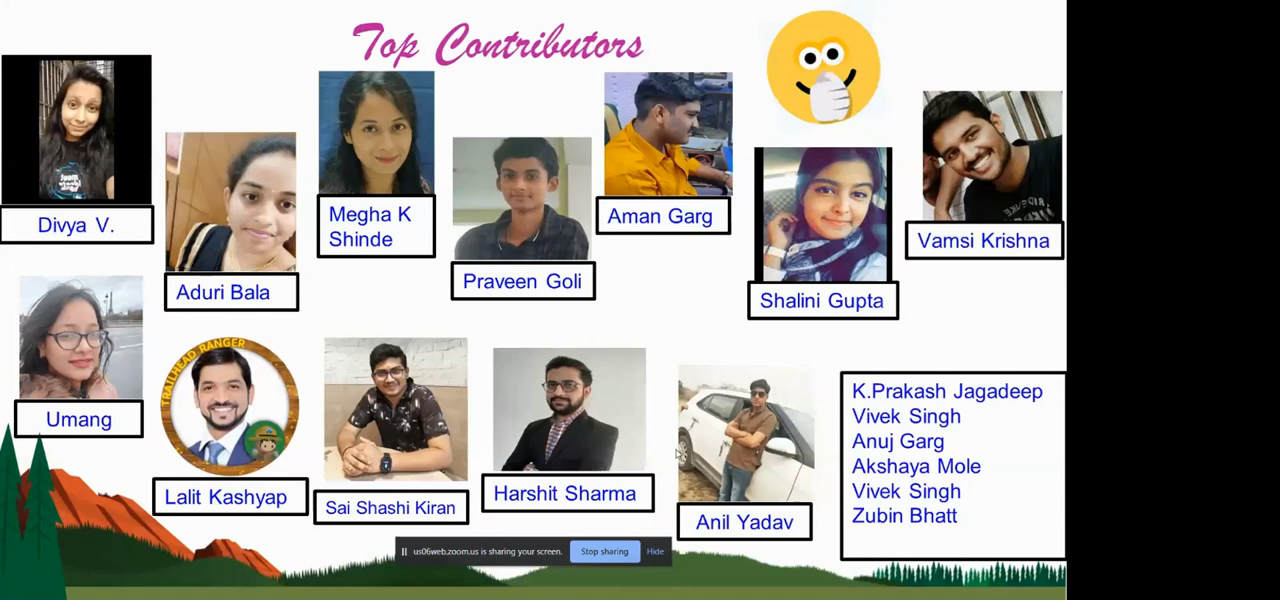 Top Contributors
Divya V.
Aduri Bala
Megha K
Shinde
Praveen Goli
Aman Garg
Shalini Gupta
Vamsi Krishna
Umang
TRAILHEAD RANGER
Lalit Kashyap
Sai Shashi Kiran
Harshit Sharma
Anil Yadav
K.Prakash Jagadeep
Vivek Singh
Anuj Garg
Akshaya Mole
Vivek Singh
Zubin Bhatt
us06web.zoom.us is sharing your screen.
Stop sharing
Hide